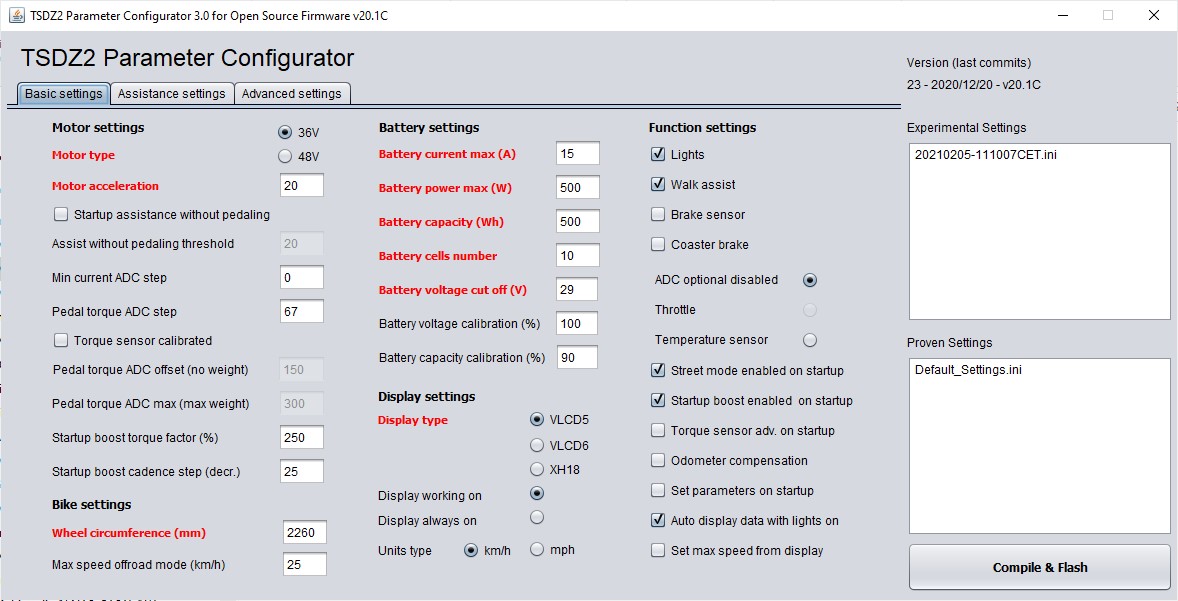 TSDZ2 Parameter Configurator 3.0 for Open Source Firmware v20.1C
TSDZ2 Parameter Configurator
Basic settings
Assistance settings
Advanced settings
Motor settings
36V
Motor type
48V
Motor acceleration
20
Startup assistance without pedaling
Assist without pedaling threshold
20
Min current ADC step
0
Pedal torque ADC step
67
Torque sensor calibrated
Pedal torque ADC offset (no weight)
150
Pedal torque ADC max (max weight)
300
Startup boost torque factor (%)
250
Startup boost cadence step (decr.)
25
Bike settings
Wheel circumference (mm)
2260
Max speed offroad mode (km/h)
25
Battery settings
Battery current max (A)
15
Battery power max (W)
500
Battery capacity (Wh)
500
Battery cells number
10
Battery voltage cut off (V)
29
Battery voltage calibration (%)
100
Battery capacity calibration (%)
90
Display settings
Display type
VLCD5
VLCD6
XH18
Display working on
Display always on
Units type
km/h
mph
Function settings
Lights
Walk assist
Brake sensor
Coaster brake
ADC optional disabled
Throttle
Temperature sensor
Street mode enabled on startup
Startup boost enabled  on startup
Torque sensor adv. on startup
Odometer compensation
Set parameters on startup
Auto display data with lights on
Set max speed from display
Version (last commits)
23 - 2020/12/20 - v20.1C
Experimental Settings
20210205-111007CET.ini
Proven Settings
Default_Settings.ini
Compile & Flash